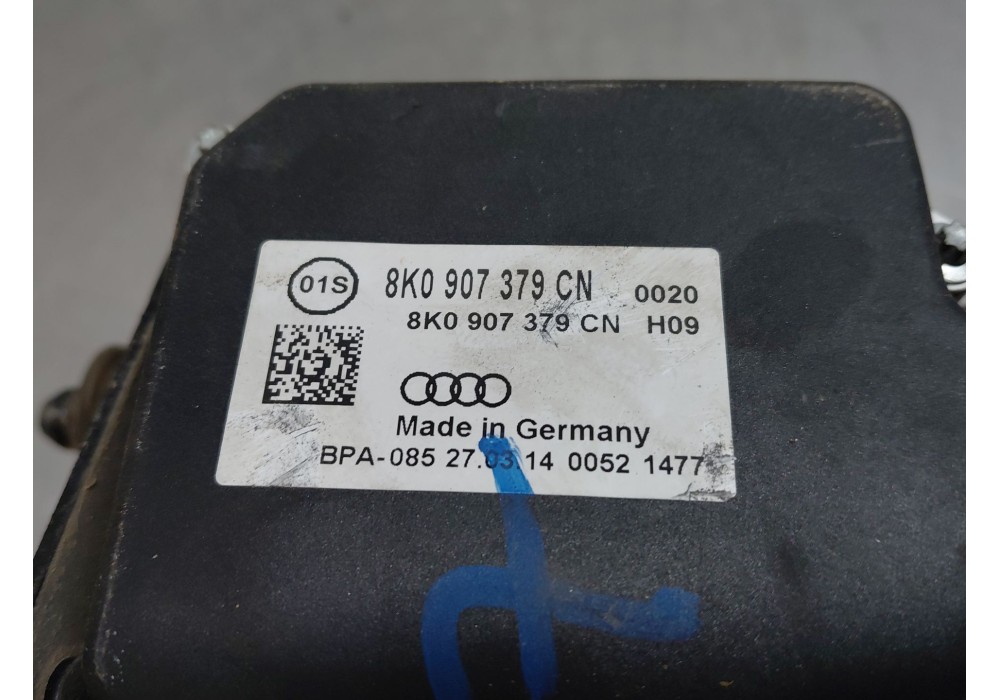 01S 8K0 907 379 CN 0020
8K0 907 379 CN H09
Made in Germany
BPA-085 27.03.14 0052 1477